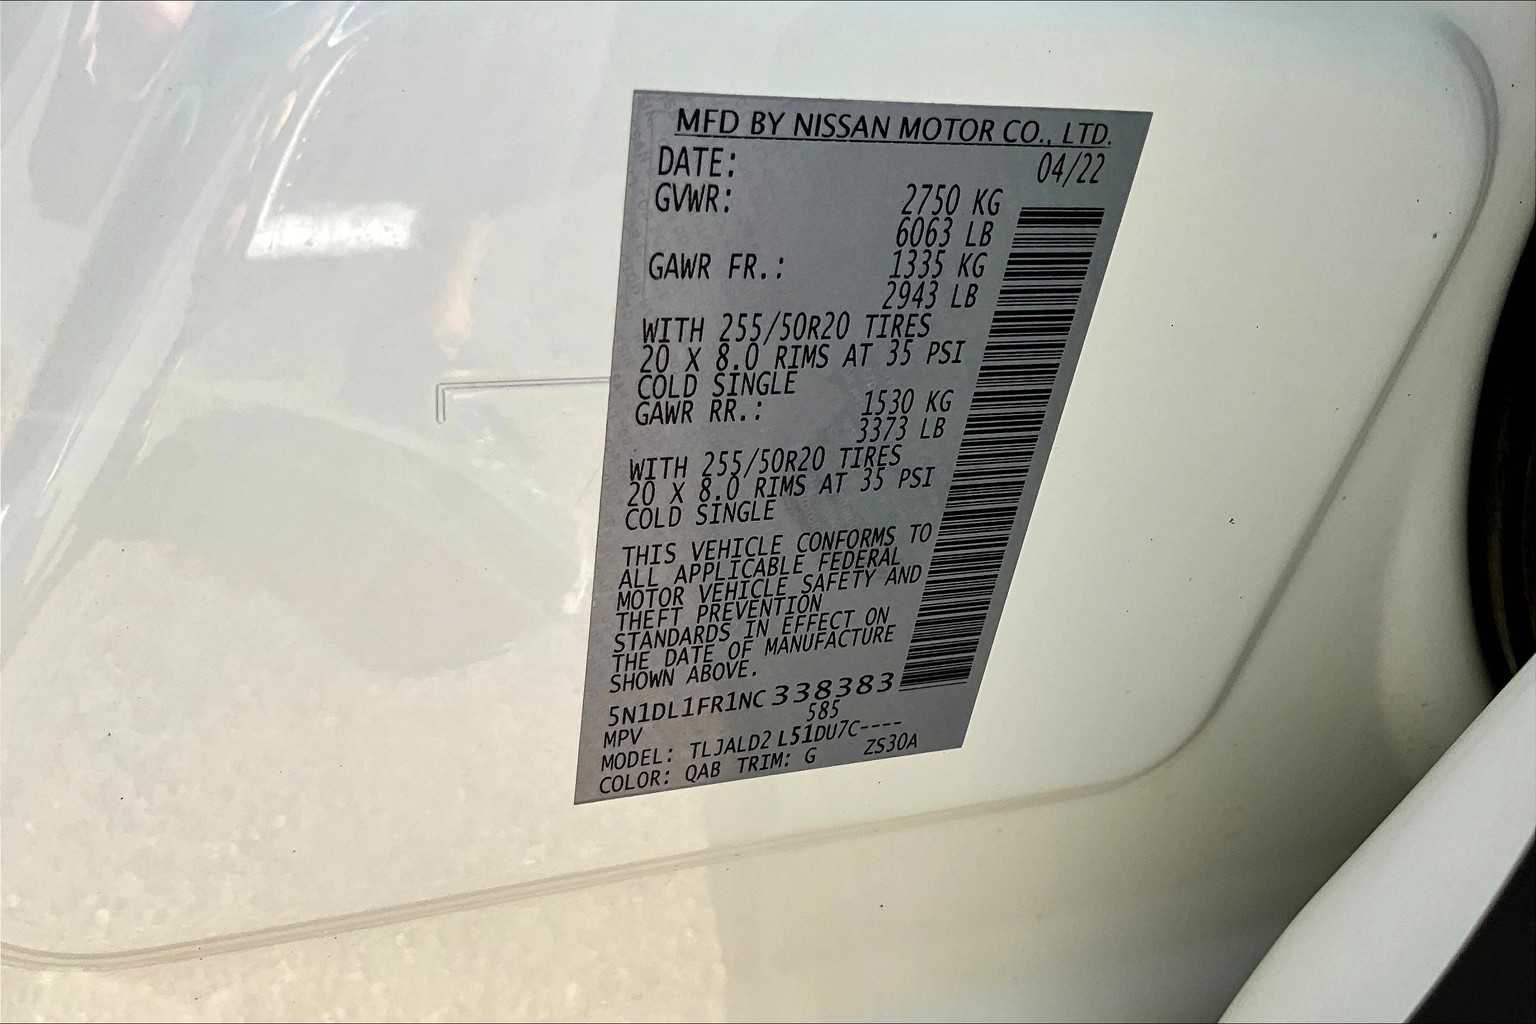 MFD BY NISSAN MOTOR CO., LTD.
DATE: 04/22
GVWR: 2750 KG
6063 LB
GAWR FR.: 1335 KG
2943 LB
WITH 255/50R20 TIRES
20 X 8.0 RIMS AT 35 PSI
COLD SINGLE
GAWR RR.: 1530 KG
3373 LB
WITH 255/50R20 TIRES
20 X 8.0 RIMS AT 35 PSI
COLD SINGLE
THIS VEHICLE CONFORMS TO
ALL APPLICABLE FEDERAL
MOTOR VEHICLE SAFETY AND
THEFT PREVENTION
STANDARDS IN EFFECT ON
THE DATE OF MANUFACTURE
SHOWN ABOVE.
5N1DL1FR1NC338383
MPV 585
MODEL: TLJALD2 L51DU7C----
COLOR: QAB TRIM: G ZS30A